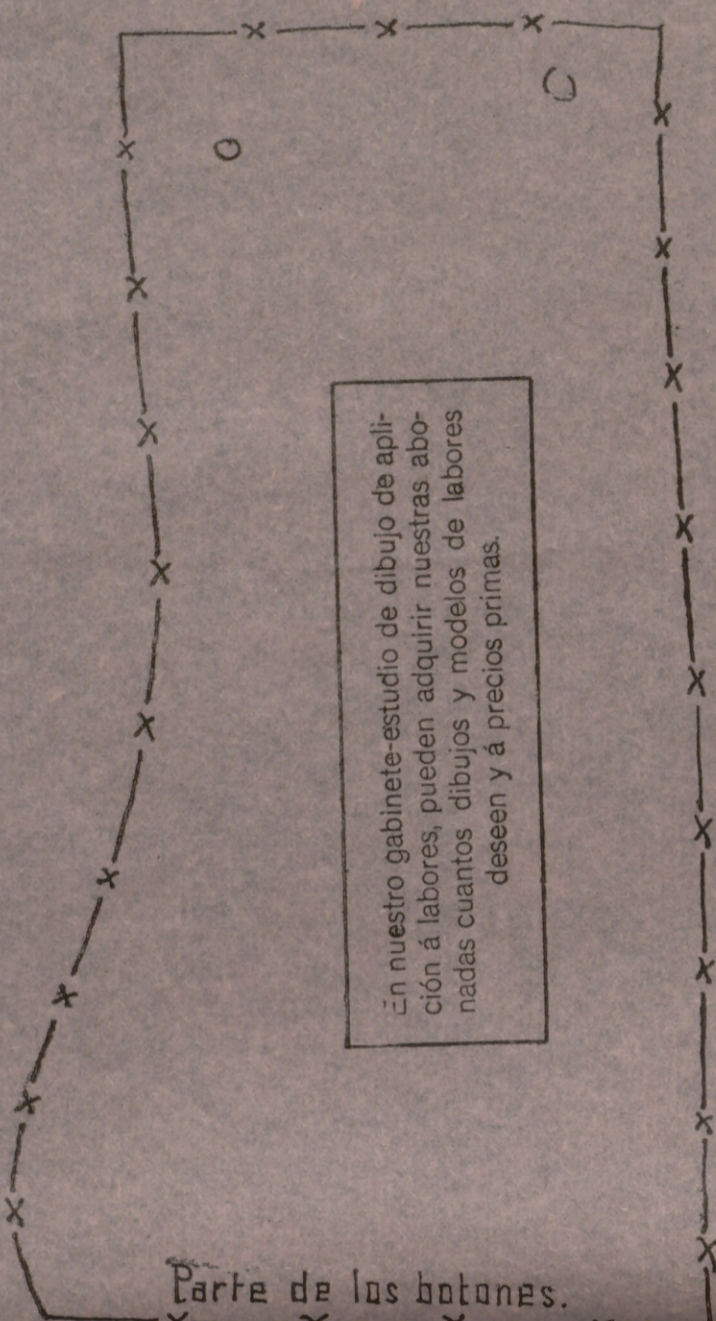 En nuestro gabinete-estudio de dibujo de apli-
ción á labores, pueden adquirir nuestras abo-
nadas cuantos dibujos y modelos de labores
deseen y á precios primas.
Parte de los botones.